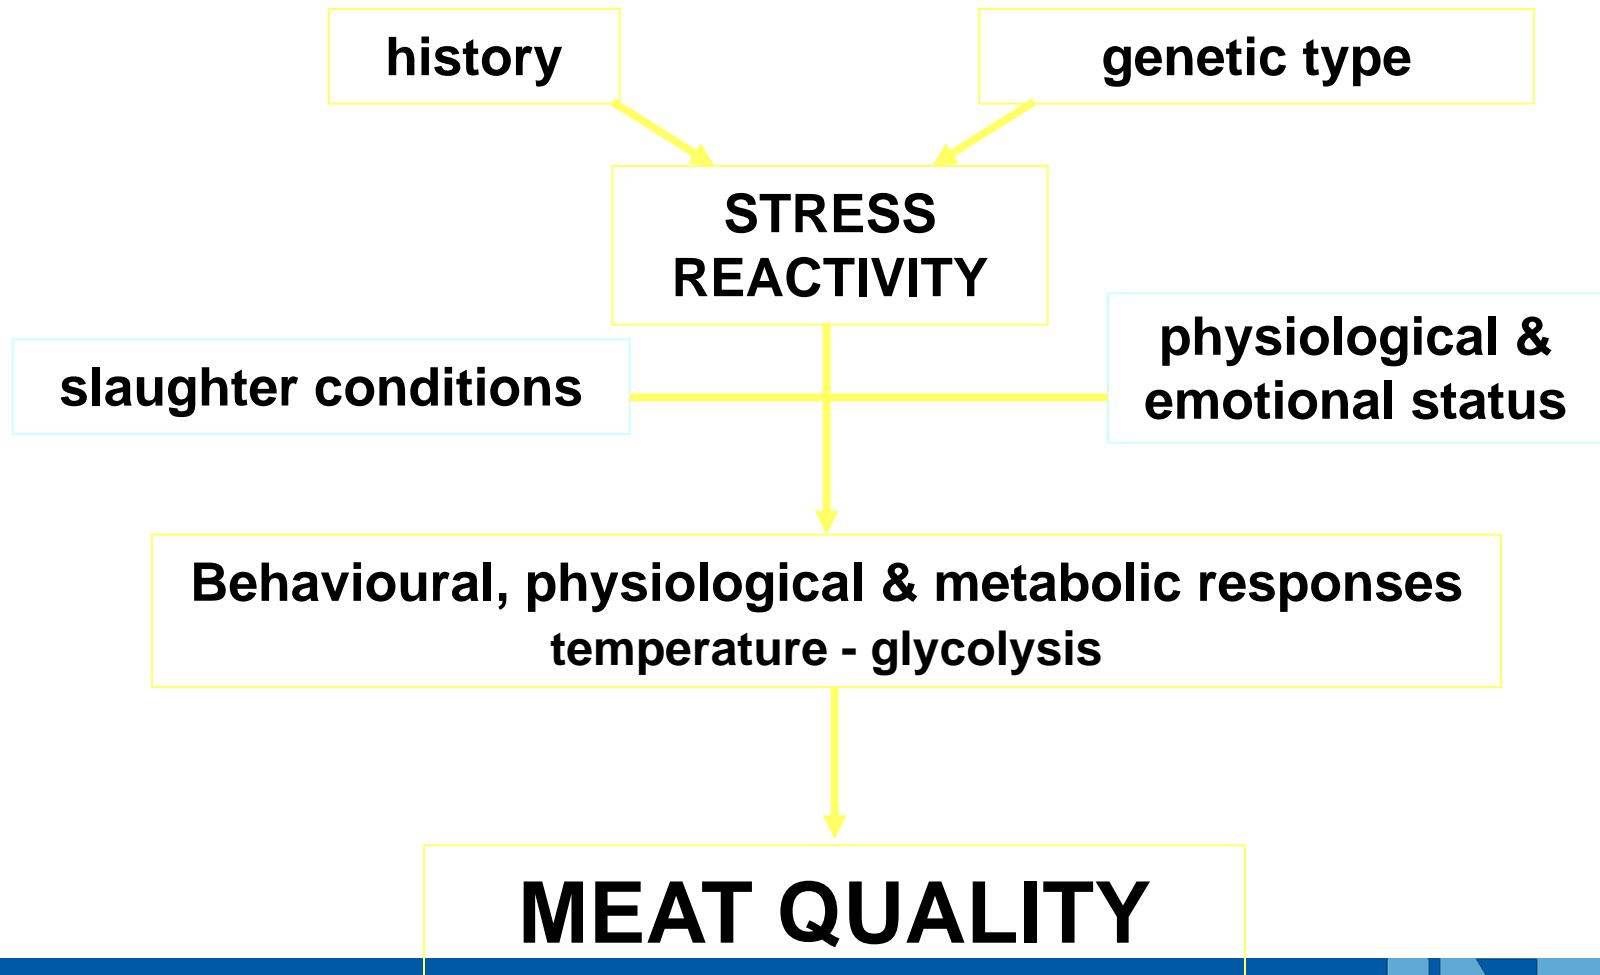 history
genetic type
STRESS
REACTIVITY
slaughter conditions
physiological &
emotional status
Behavioural, physiological & metabolic responses
temperature - glycolysis
MEAT QUALITY